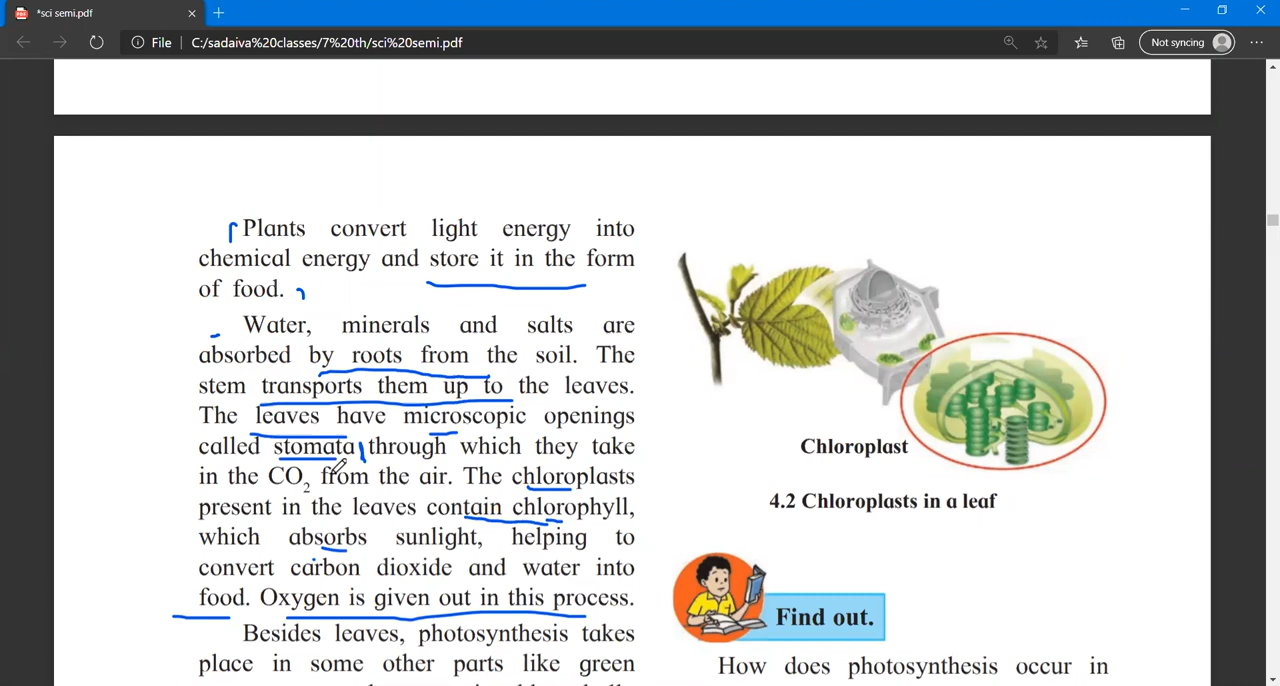 *sci semi.pdf
File
C:/sadaiva%20classes/7%20th/sci%20semi.pdf
Not syncing
Plants convert light energy into
chemical energy and store it in the form
of food.
Water, minerals and salts are
absorbed by roots from the soil. The
stem transports them up to the leaves.
The leaves have microscopic openings
called stomata through which they take
in the CO₂ from the air. The chloroplasts
present in the leaves contain chlorophyll,
which absorbs sunlight, helping to
convert carbon dioxide and water into
food. Oxygen is given out in this process.
Besides leaves, photosynthesis takes
place in some other parts like green
Chloroplast
4.2 Chloroplasts in a leaf
Find out.
How does photosynthesis occur in